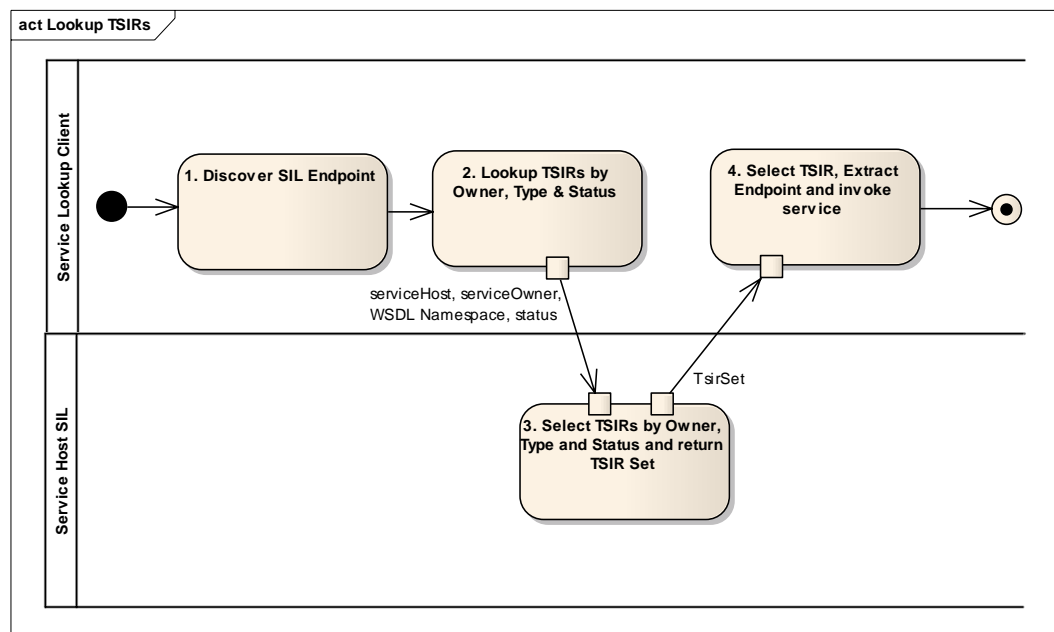 act Lookup TSIRs
Service Lookup Client
1. Discover SIL Endpoint
2. Lookup TSIRs by
Owner, Type & Status
4. Select TSIR, Extract
Endpoint and invoke
service
serviceHost, serviceOwner,
WSDL Namespace, status
TsirSet
Service Host SIL
3. Select TSIRs by Owner,
Type and Status and return
TSIR Set